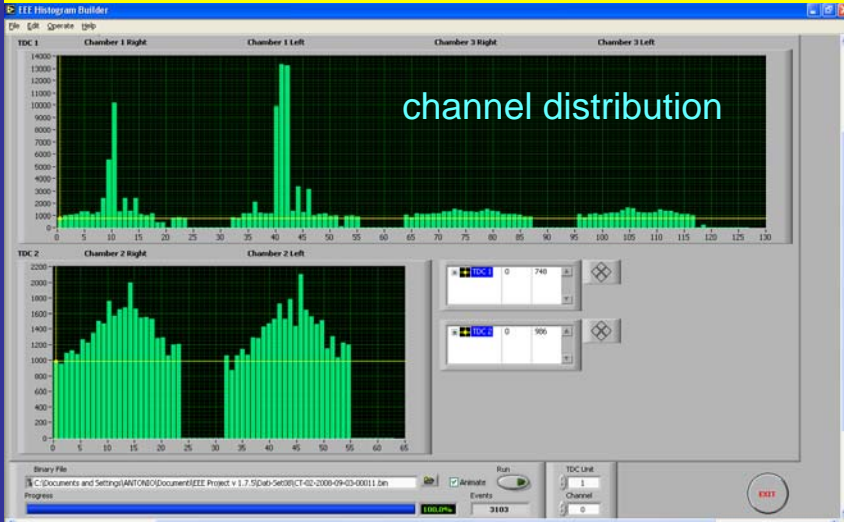 EEE Histogram Builder
File Edit Operate Help
TDC 1 Chamber 1 Right Chamber 1 Left Chamber 3 Right Chamber 3 Left
channel distribution
14000
13000
12000
11000
10000
9000
8000
7000
6000
5000
4000
3000
2000
1000
0
0 5 10 15 20 25 30 35 40 45 50 55 60 65 70 75 80 85 90 95 100 105 110 115 120 125 130
TDC 2 Chamber 2 Right Chamber 2 Left
2200
2000
1800
1600
1400
1200
1000
800
600
400
200
0
0 5 10 15 20 25 30 35 40 45 50 55 60 65
TDC 1 0 748
TDC 2 0 986
Binary File
C:\Documents and Settings\ANTONIO\Documenti\EEE Project v 1.7.5\Dati-Set08\CT-02-2008-09-03-00011.bin
Animate
Run
TDC Unit
1
Progress
100.0%
Events
3103
Channel
0
EXIT